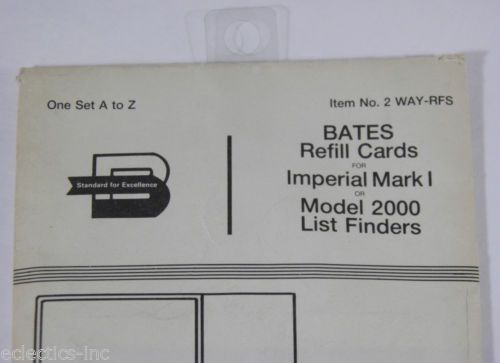 One Set A to Z
Item No. 2 WAY-RFS
B
Standard for Excellence
BATES
Refill Cards
FOR
Imperial Mark I
OR
Model 2000
List Finders
eclectics-inc